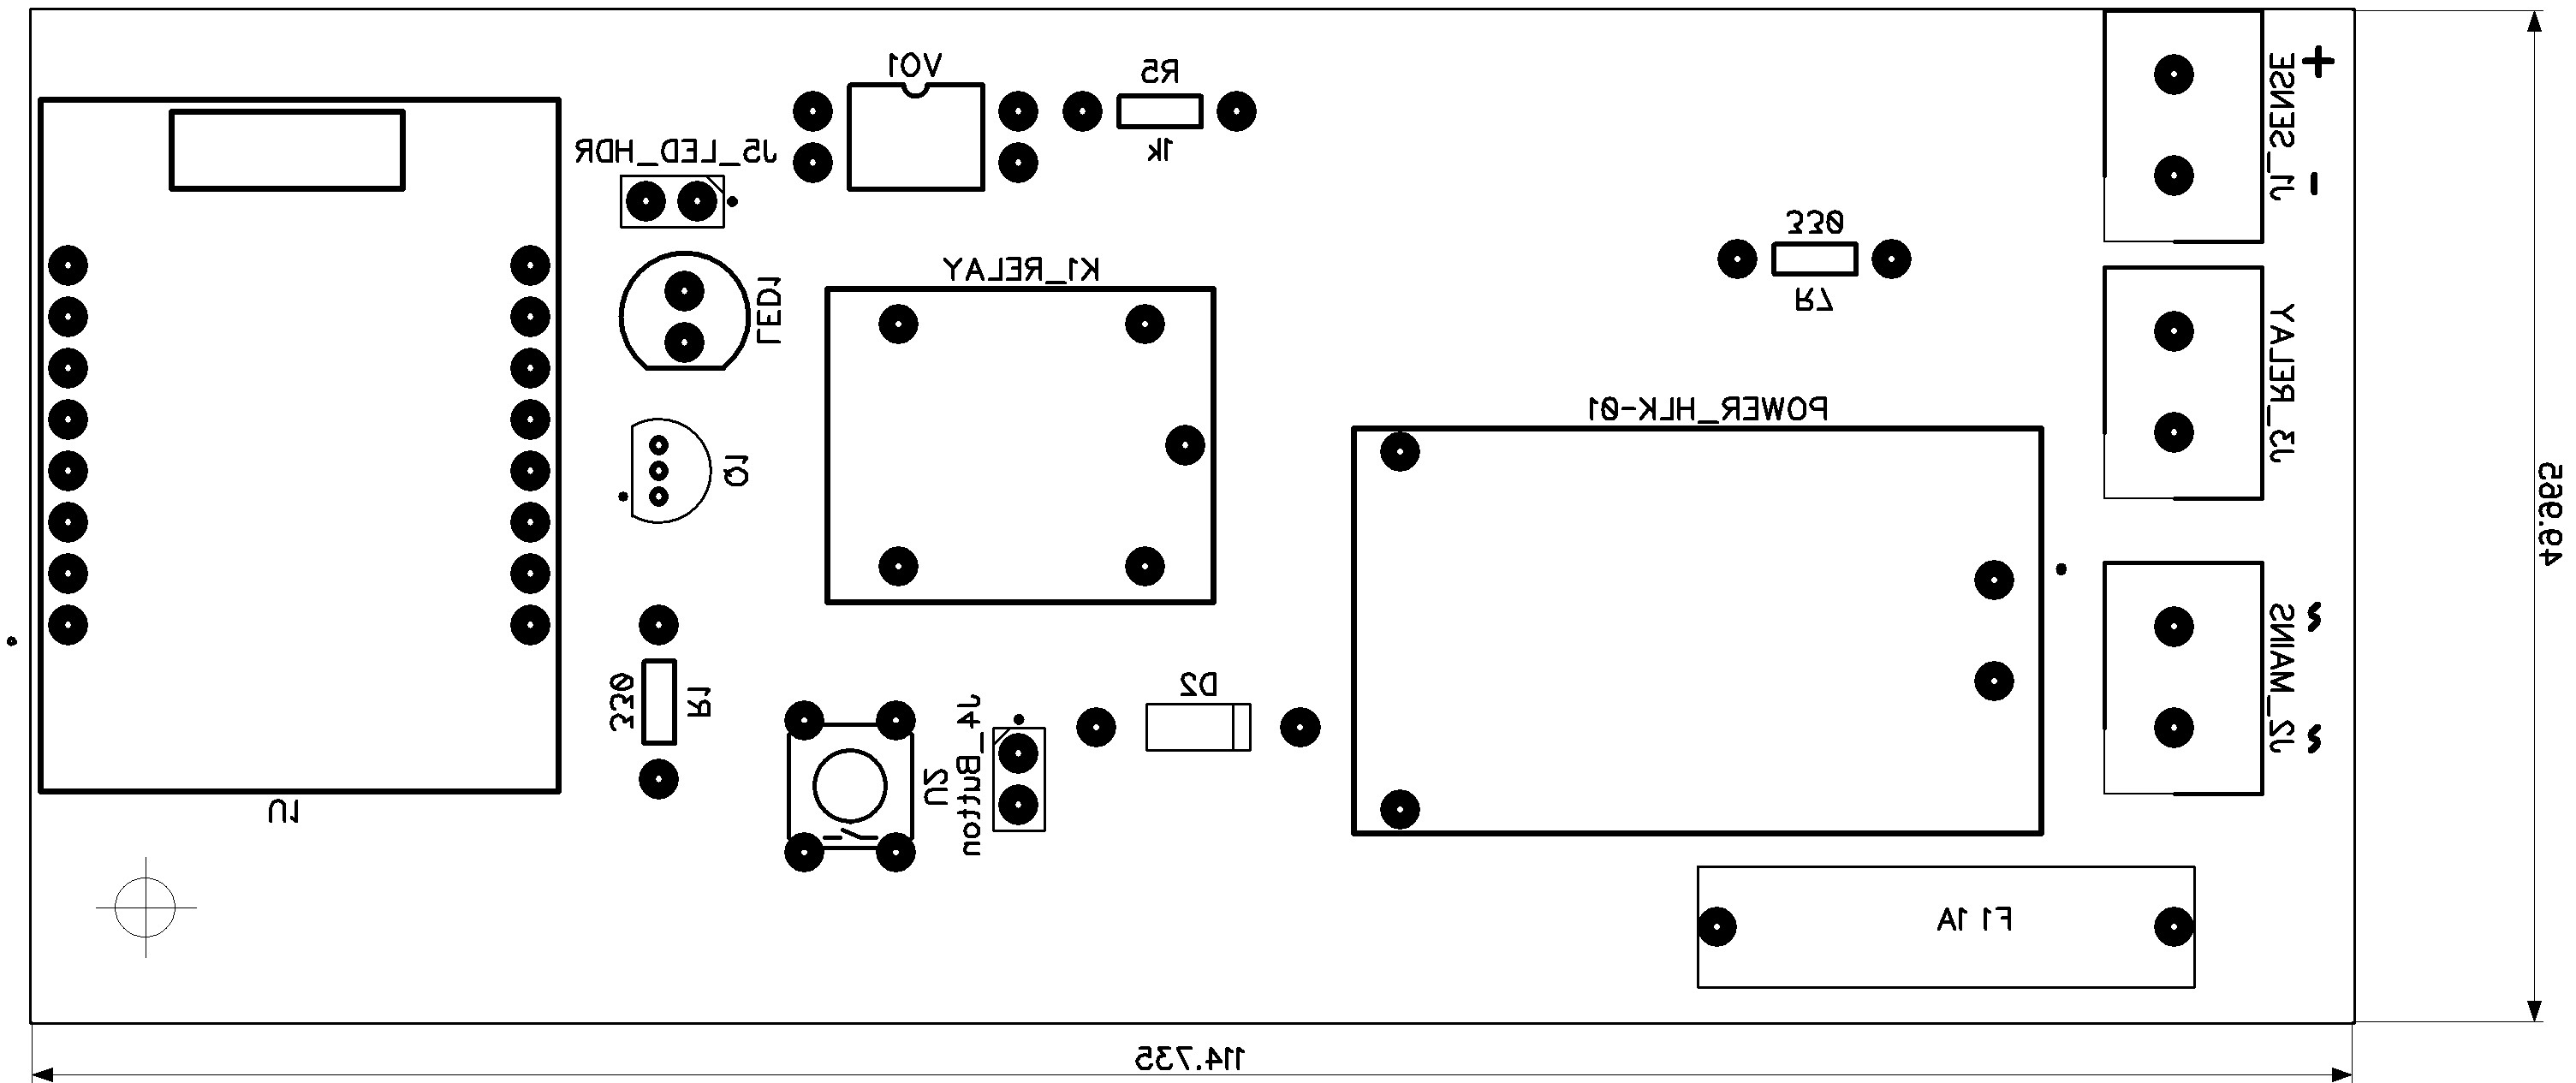 VO1
R5
1k
J5_LED_HDR
J1_SENSE
+
-
330
R7
K1_RELAY
LED1
J3_RELAY
POWER_HLK-01
Q1
49.965
J2_MAINS
~
~
330
R1
D2
J4_Button
U2
U1
F1 1A
114.735